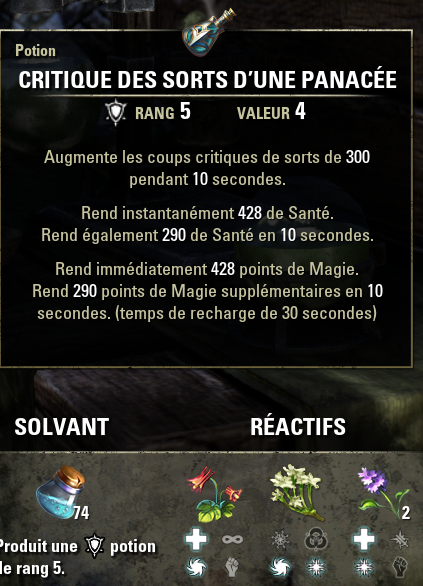 Potion
CRITIQUE DES SORTS D'UNE PANACÉE
RANG 5 VALEUR 4
Augmente les coups critiques de sorts de 300
pendant 10 secondes.
Rend instantanément 428 de Santé.
Rend également 290 de Santé en 10 secondes.
Rend immédiatement 428 points de Magie.
Rend 290 points de Magie supplémentaires en 10
secondes. (temps de recharge de 30 secondes)
SOLVANT RÉACTIFS
74 2
Produit une potion
de rang 5.